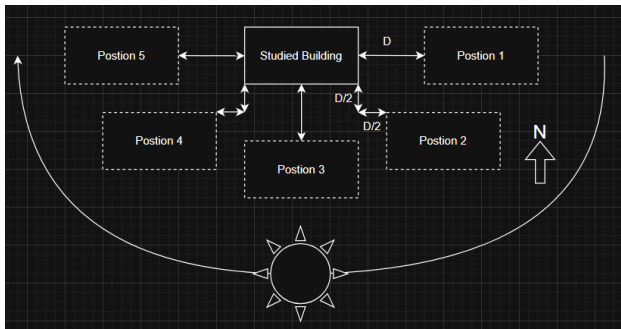 D
Postion 5
Studied Building
Postion 1
D/2
D/2
N
Postion 4
Postion 2
Postion 3